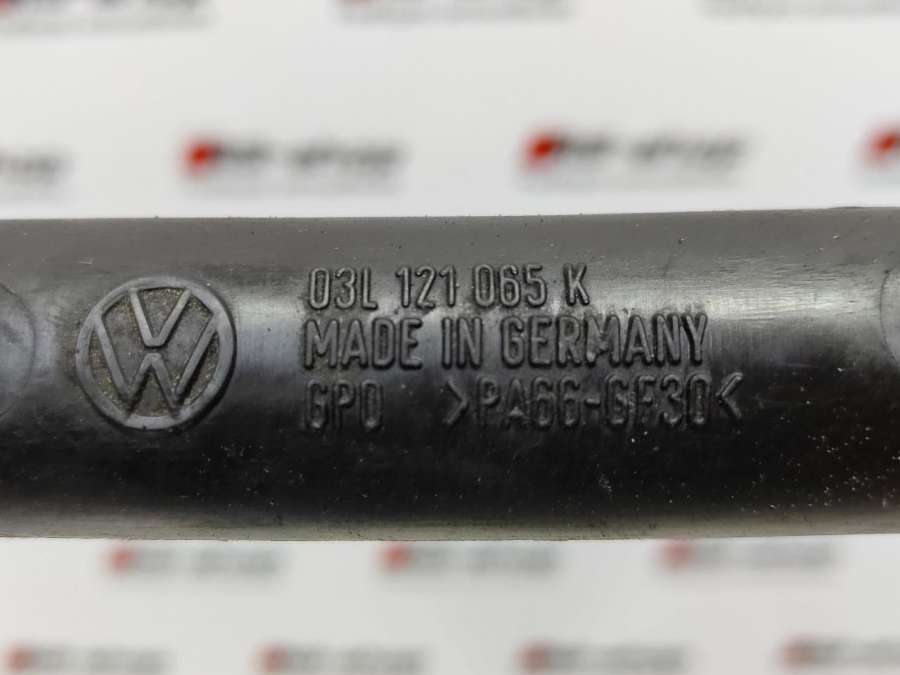 03L 121 065 K
MADE IN GERMANY
GPO >PA66-GF30<